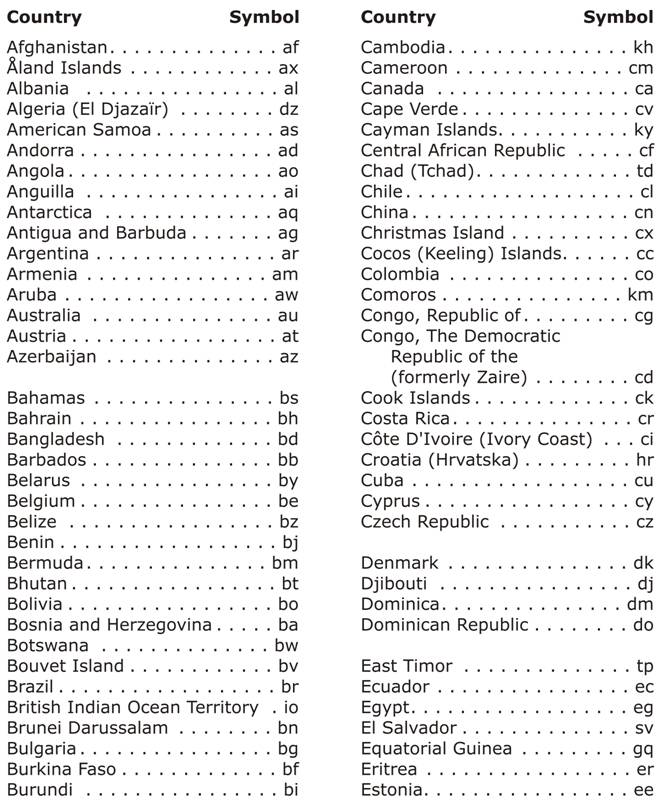 Country Symbol
Afghanistan. . . . . . . . . . . . . . . af
Åland Islands . . . . . . . . . . . . . ax
Albania . . . . . . . . . . . . . . . . . al
Algeria (El Djazaïr) . . . . . . . . dz
American Samoa . . . . . . . . . . as
Andorra . . . . . . . . . . . . . . . . . ad
Angola. . . . . . . . . . . . . . . . . . ao
Anguilla . . . . . . . . . . . . . . . . . ai
Antarctica . . . . . . . . . . . . . . . aq
Antigua and Barbuda . . . . . . . ag
Argentina . . . . . . . . . . . . . . . . ar
Armenia . . . . . . . . . . . . . . . . am
Aruba . . . . . . . . . . . . . . . . . . aw
Australia . . . . . . . . . . . . . . . . au
Austria . . . . . . . . . . . . . . . . . . at
Azerbaijan . . . . . . . . . . . . . . az
Bahamas . . . . . . . . . . . . . . . bs
Bahrain . . . . . . . . . . . . . . . . . bh
Bangladesh . . . . . . . . . . . . . bd
Barbados . . . . . . . . . . . . . . . bb
Belarus . . . . . . . . . . . . . . . . by
Belgium . . . . . . . . . . . . . . . . be
Belize . . . . . . . . . . . . . . . . . bz
Benin . . . . . . . . . . . . . . . . . . bj
Bermuda. . . . . . . . . . . . . . . . bm
Bhutan . . . . . . . . . . . . . . . . . bt
Bolivia . . . . . . . . . . . . . . . . . bo
Bosnia and Herzegovina . . . . . ba
Botswana . . . . . . . . . . . . . . bw
Bouvet Island . . . . . . . . . . . . bv
Brazil . . . . . . . . . . . . . . . . . . br
British Indian Ocean Territory . io
Brunei Darussalam . . . . . . . . bn
Bulgaria . . . . . . . . . . . . . . . . bg
Burkina Faso . . . . . . . . . . . . . bf
Burundi . . . . . . . . . . . . . . . . bi
Country Symbol
Cambodia. . . . . . . . . . . . . . . kh
Cameroon . . . . . . . . . . . . . . cm
Canada . . . . . . . . . . . . . . . . ca
Cape Verde . . . . . . . . . . . . . . cv
Cayman Islands. . . . . . . . . . . ky
Central African Republic . . . . . cf
Chad (Tchad). . . . . . . . . . . . . td
Chile . . . . . . . . . . . . . . . . . . . cl
China . . . . . . . . . . . . . . . . . . cn
Christmas Island . . . . . . . . . . cx
Cocos (Keeling) Islands. . . . . . cc
Colombia . . . . . . . . . . . . . . . co
Comoros . . . . . . . . . . . . . . . km
Congo, Republic of . . . . . . . . . cg
Congo, The Democratic
Republic of the
(formerly Zaire) . . . . . . . . cd
Cook Islands . . . . . . . . . . . . . ck
Costa Rica. . . . . . . . . . . . . . . cr
Côte D'Ivoire (Ivory Coast) . . . ci
Croatia (Hrvatska) . . . . . . . . . hr
Cuba . . . . . . . . . . . . . . . . . . cu
Cyprus . . . . . . . . . . . . . . . . . cy
Czech Republic . . . . . . . . . . . cz
Denmark . . . . . . . . . . . . . . . dk
Djibouti . . . . . . . . . . . . . . . . dj
Dominica. . . . . . . . . . . . . . . . dm
Dominican Republic . . . . . . . . do
East Timor . . . . . . . . . . . . . . tp
Ecuador . . . . . . . . . . . . . . . . ec
Egypt. . . . . . . . . . . . . . . . . . eg
El Salvador . . . . . . . . . . . . . . sv
Equatorial Guinea . . . . . . . . . gq
Eritrea . . . . . . . . . . . . . . . . . er
Estonia. . . . . . . . . . . . . . . . . ee